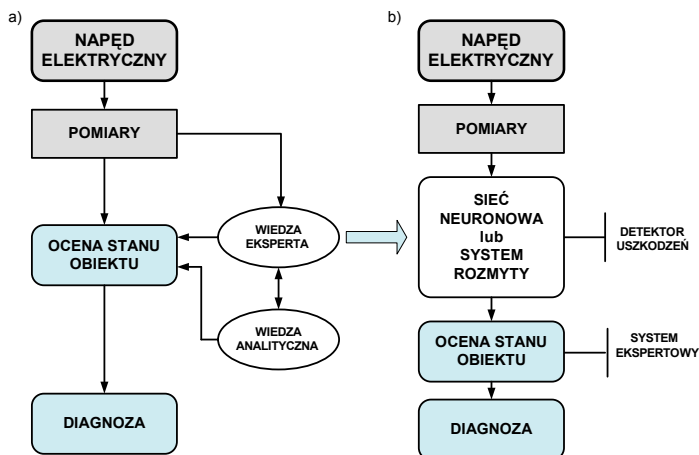 a)
NAPĘD
ELEKTRYCZNY
POMIARY
WIEDZA
EKSPERTA
OCENA STANU
OBIEKTU
WIEDZA
ANALITYCZNA
DIAGNOZA
b)
NAPĘD
ELEKTRYCZNY
POMIARY
SIEĆ
NEURONOWA
lub
SYSTEM
ROZMYTY
DETEKTOR
USZKODZEŃ
OCENA STANU
OBIEKTU
SYSTEM
EKSPERTOWY
DIAGNOZA